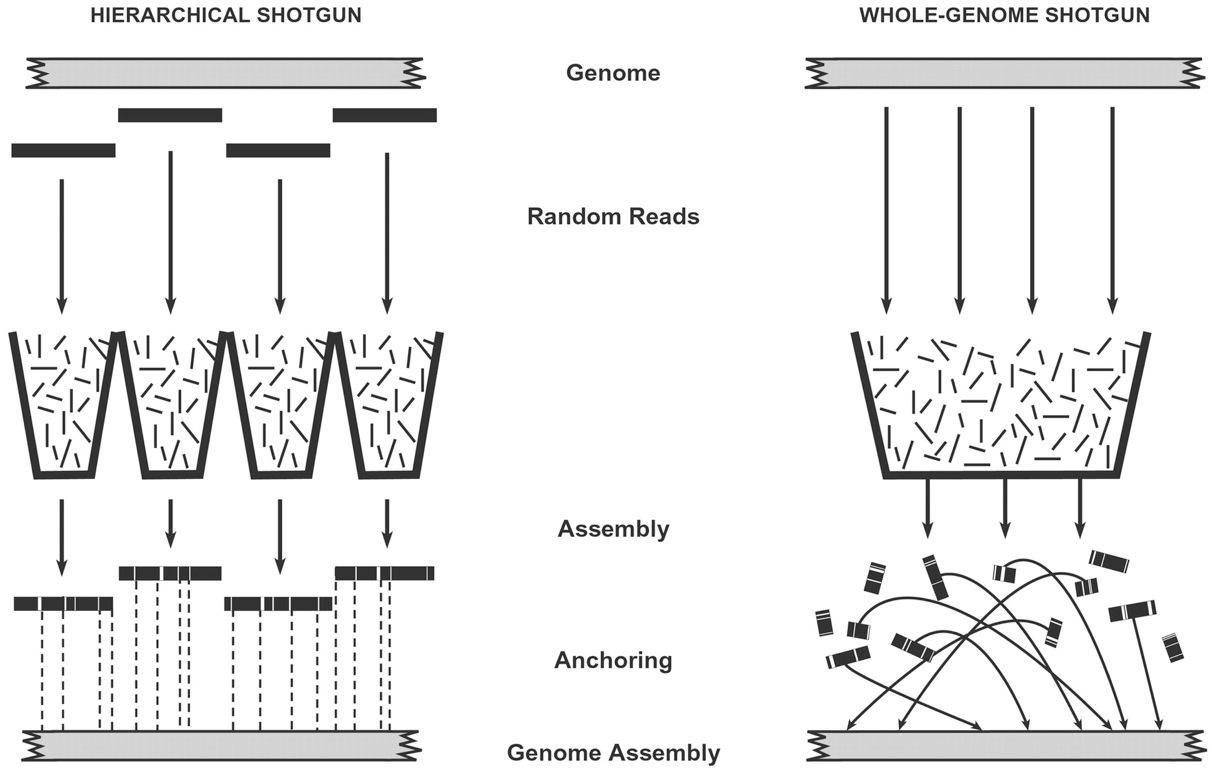 HIERARCHICAL SHOTGUN
WHOLE-GENOME SHOTGUN
Genome
Random Reads
Assembly
Anchoring
Genome Assembly